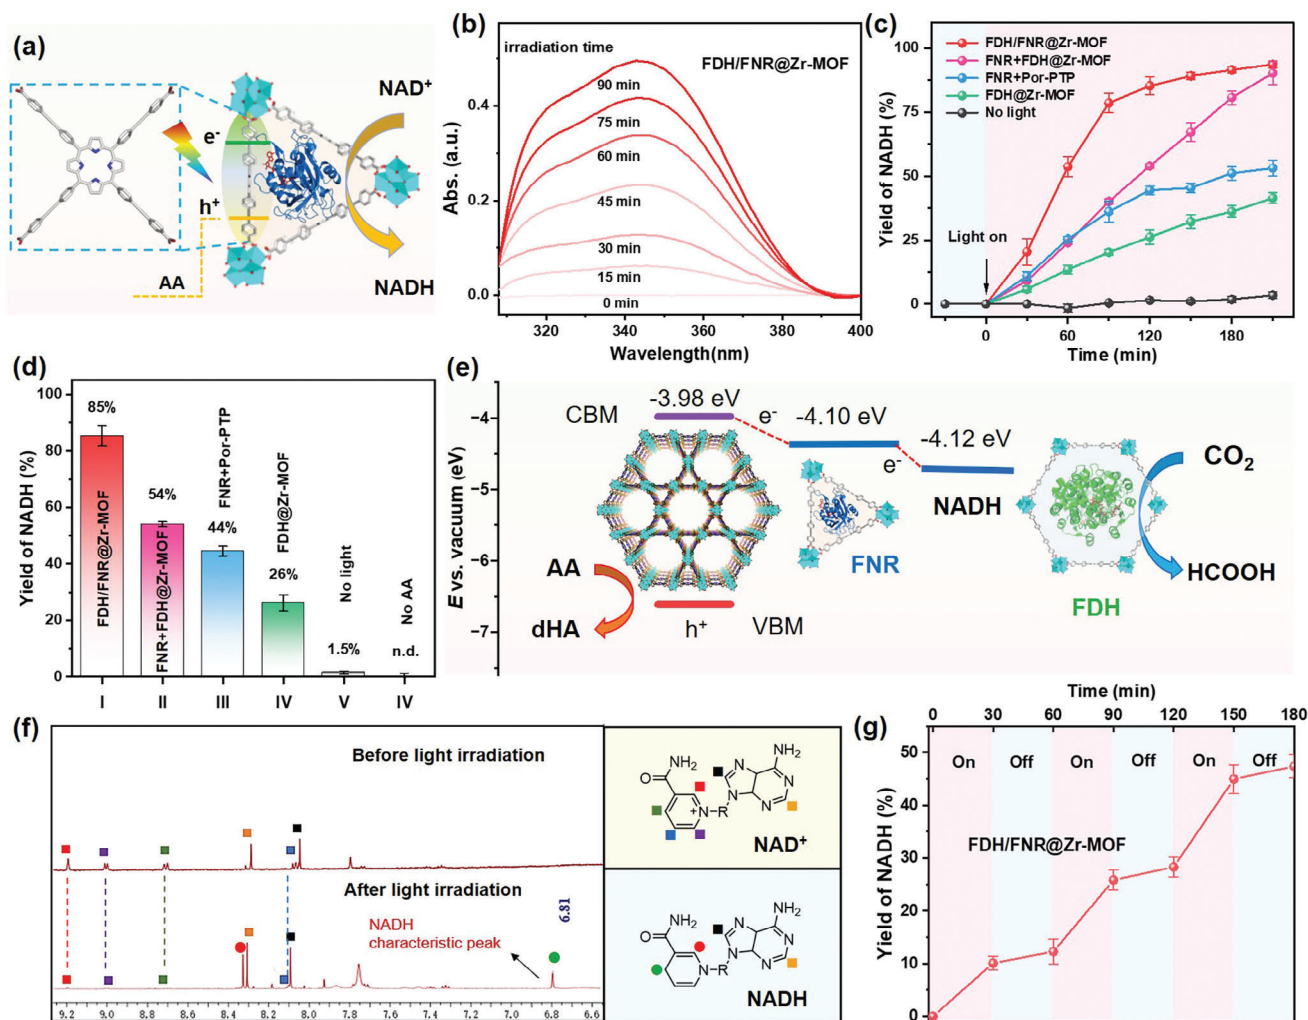 (a)
NAD+
e-
h+
AA
NADH
(b)
irradiation time
FDH/FNR@Zr-MOF
90 min
75 min
60 min
45 min
30 min
15 min
0 min
Abs. (a.u.)
0.4
0.2
0.0
320 340 360 380 400
Wavelength(nm)
(c)
FDH/FNR@Zr-MOF
FNR+FDH@Zr-MOF
FNR+Por-PTP
FDH@Zr-MOF
No light
Light on
Yield of NADH (%)
100
75
50
25
0
0 60 120 180
Time (min)
(d)
Yield of NADH (%)
100
80
60
40
20
0
85%
54%
44%
26%
1.5%
n.d.
FDH/FNR@Zr-MOF
FNR+FDH@Zr-MOF
FNR+Por-PTP
FDH@Zr-MOF
No light
No AA
I II III IV V IV
(e)
E vs. vacuum (eV)
−4
−5
−6
−7
CBM
-3.98 eV
e-
-4.10 eV
e-
-4.12 eV
NADH
FNR
AA
dHA
h+
VBM
CO2
HCOOH
FDH
(f)
Before light irradiation
After light irradiation
NADH
characteristic peak
6.81
9.2 9.0 8.8 8.6 8.4 8.2 8.0 7.8 7.6 7.4 7.2 7.0 6.8 6.6
O
NH2
N
+
R
N
N
N
N
NH2
NAD+
O
NH2
N
R
N
N
N
N
NH2
NADH
(g)
Time (min)
0 30 60 90 120 150 180
On Off On Off On Off
FDH/FNR@Zr-MOF
Yield of NADH (%)
50
40
30
20
10
0